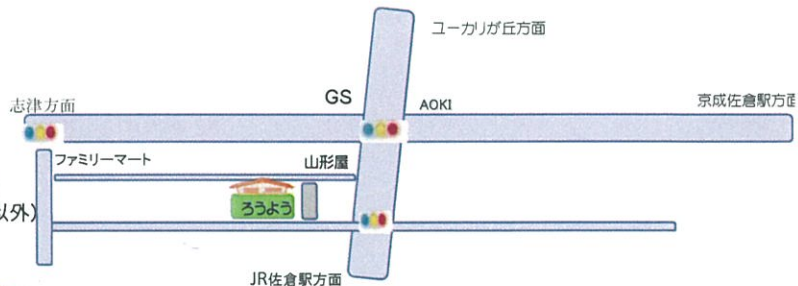 ユーカリが丘方面
志津方面
GS
AOKI
京成佐倉駅方面
ファミリーマート
山形屋
ろうよう
以外)
JR佐倉駅方面